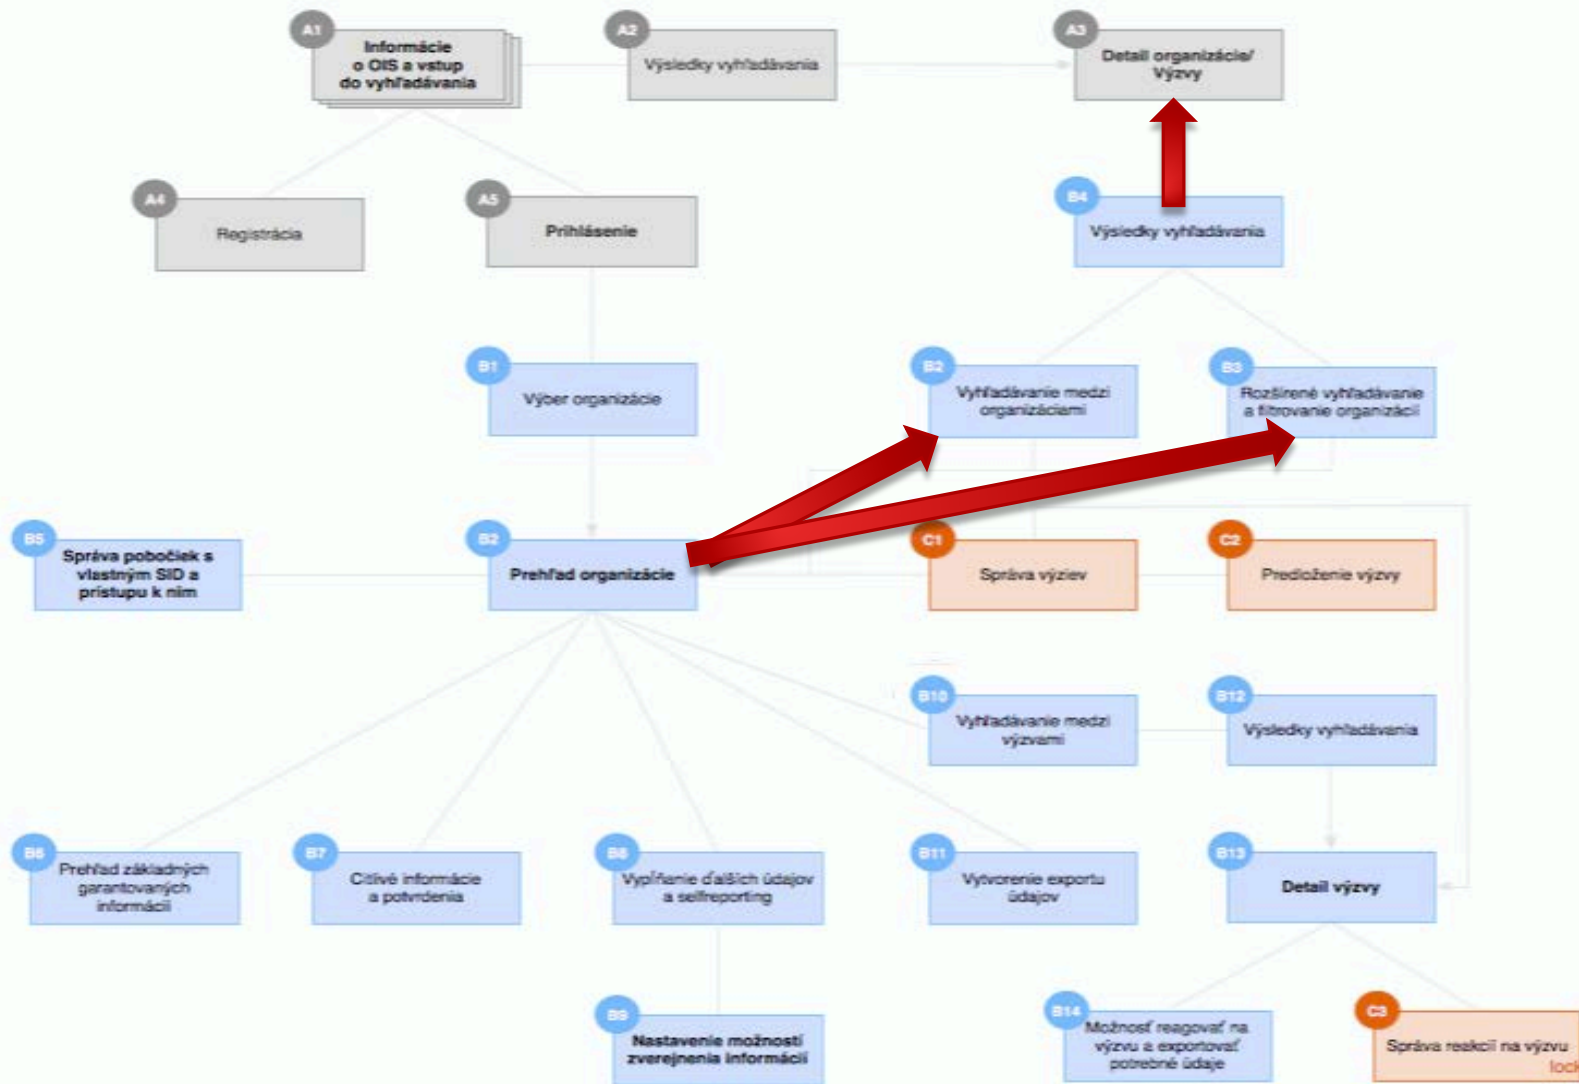 A1
Informácie
o OIS a vstup
do vyhľadávania
A2
Výsledky vyhľadávania
A3
Detail organizácie/
Výzvy
A4
Registrácia
A5
Prihlásenie
B4
Výsledky vyhľadávania
B1
Výber organizácie
B2
Vyhľadávanie medzi
organizáciami
B3
Rozšírené vyhľadávanie
a filtrovanie organizácií
B5
Správa pobočiek s
vlastným SID a
prístupu k nim
B2
Prehľad organizácie
C1
Správa výziev
C2
Predloženie výzvy
B10
Vyhľadávanie medzi
výzvami
B12
Výsledky vyhľadávania
B6
Prehľad základných
garantovaných
informácií
B7
Citlivé informácie
a potvrdenia
B8
Vypĺňanie ďalších údajov
a selfreporting
B11
Vytvorenie exportu
údajov
B13
Detail výzvy
B9
Nastavenie možností
zverejnenia informácií
B14
Možnosť reagovať na
výzvu a exportovať
potrebné údaje
C3
Správa reakcií na výzvu
lock